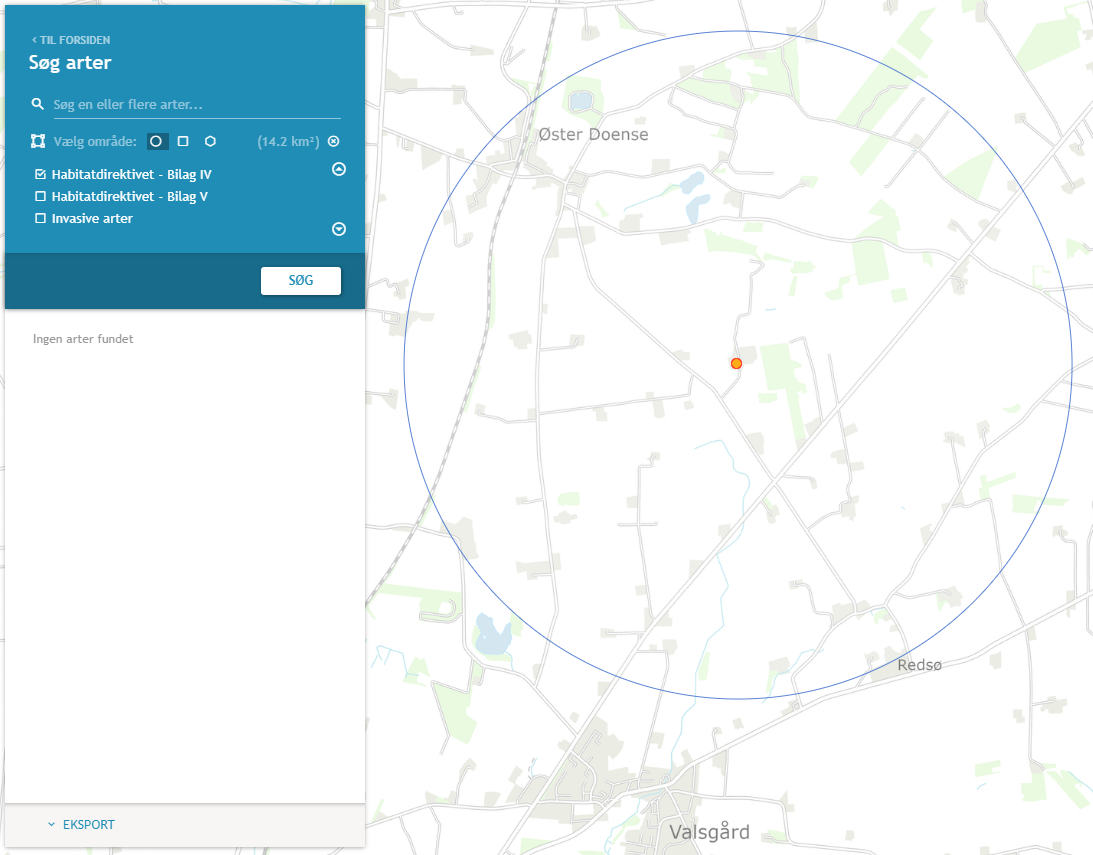 ‹ TIL FORSIDEN
Søg arter
Søg en eller flere arter...
Vælg område:
(14.2 km²)
Habitatdirektivet - Bilag IV
Habitatdirektivet - Bilag V
Invasive arter
SØG
Ingen arter fundet
EKSPORT
Øster Doense
Redsø
Valsgård